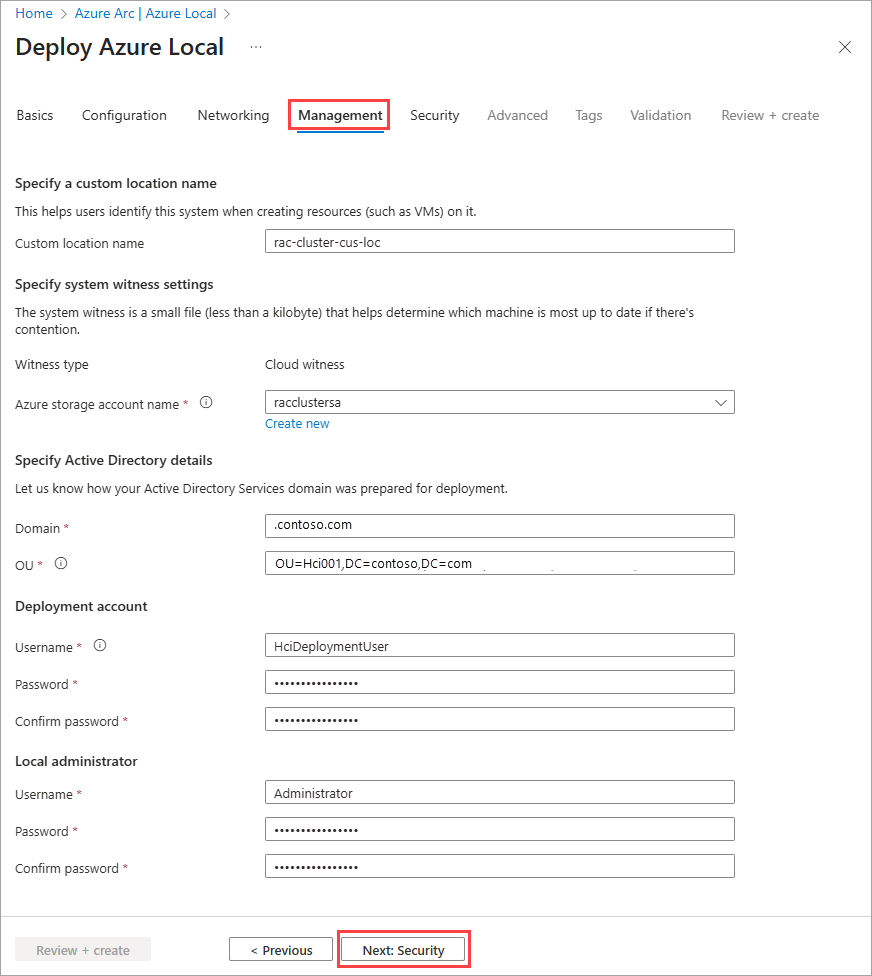 Home > Azure Arc | Azure Local >
Deploy Azure Local ...
Basics Configuration Networking Management Security Advanced Tags Validation Review + create
Specify a custom location name
This helps users identify this system when creating resources (such as VMs) on it.
Custom location name rac-cluster-cus-loc
Specify system witness settings
The system witness is a small file (less than a kilobyte) that helps determine which machine is most up to date if there's
contention.
Witness type Cloud witness
Azure storage account name * racclustersa
Create new
Specify Active Directory details
Let us know how your Active Directory Services domain was prepared for deployment.
Domain * .contoso.com
OU * OU=Hci001,DC=contoso,DC=com
Deployment account
Username * HciDeploymentUser
Password * ••••••••••••••••
Confirm password * ••••••••••••••••
Local administrator
Username * Administrator
Password * ••••••••••••••••
Confirm password * ••••••••••••••••
Review + create < Previous Next: Security